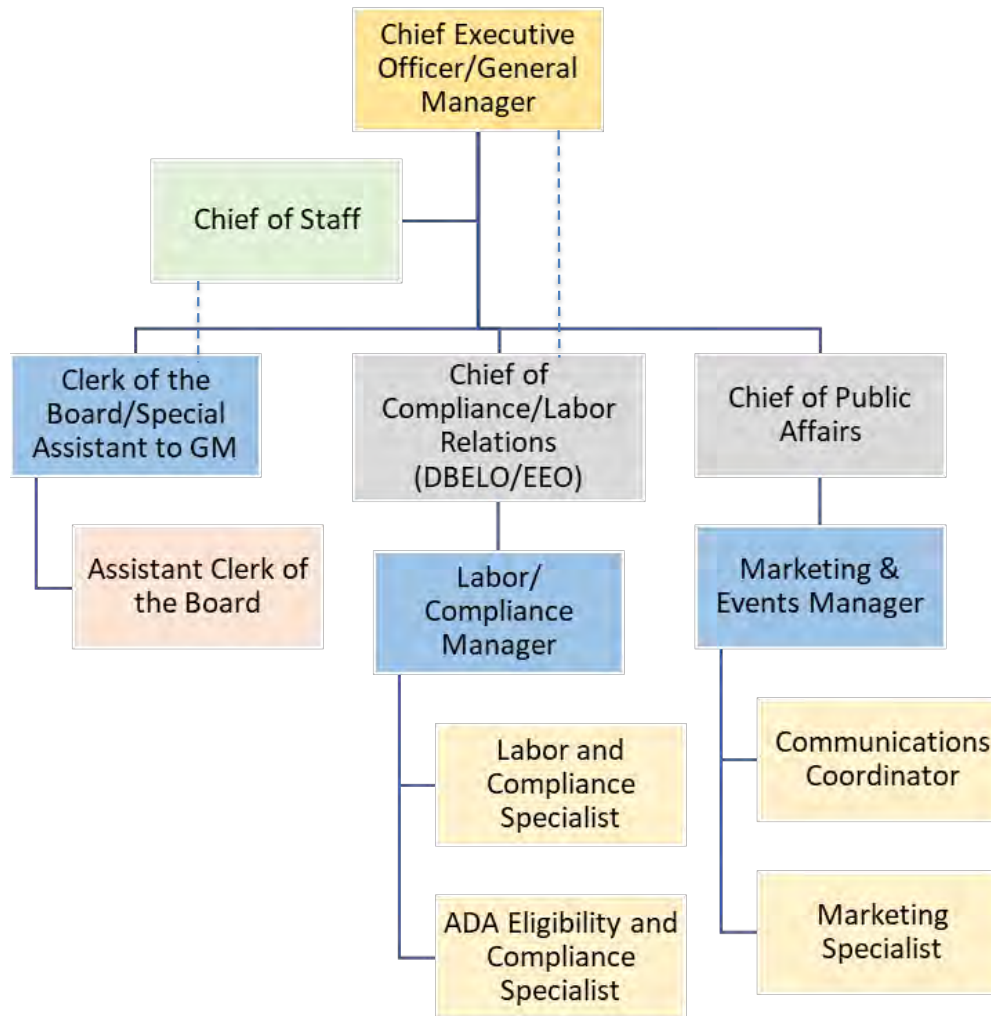 Chief Executive
Officer/General
Manager
Chief of Staff
Clerk of the
Board/Special
Assistant to GM
Chief of
Compliance/Labor
Relations
(DBELO/EEO)
Chief of Public
Affairs
Assistant Clerk of
the Board
Labor/
Compliance
Manager
Marketing &
Events Manager
Labor and
Compliance
Specialist
Communications
Coordinator
ADA Eligibility and
Compliance
Specialist
Marketing
Specialist